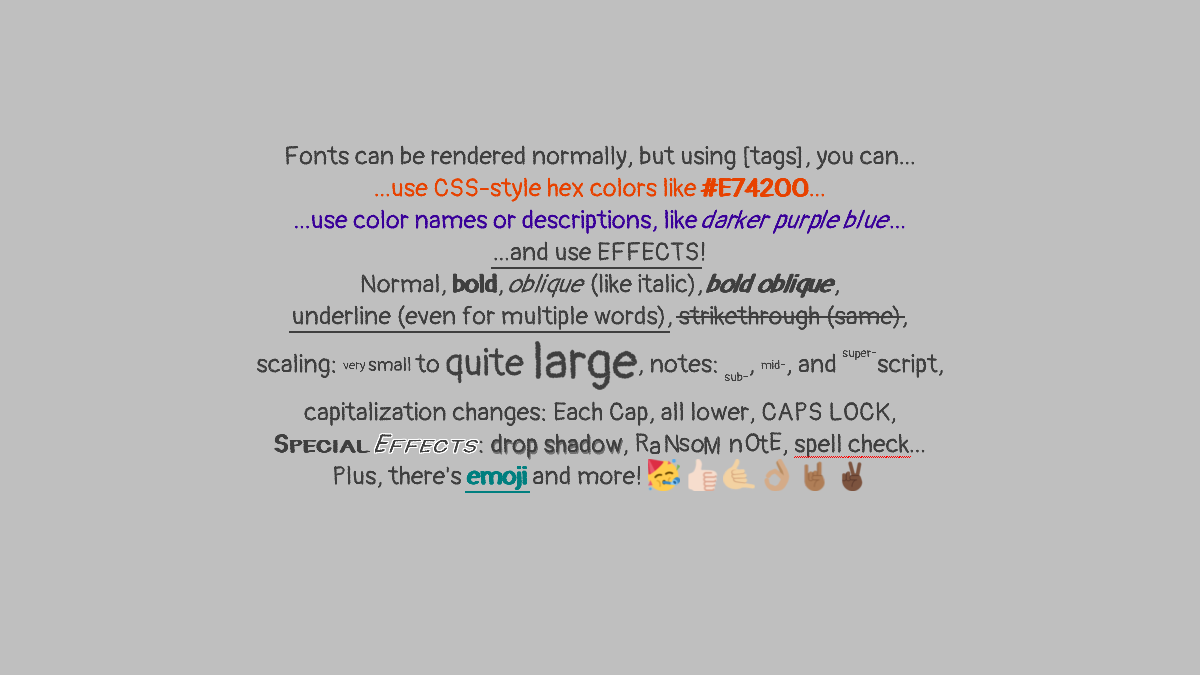 Fonts can be rendered normally, but using [tags], you can...
...use CSS-style hex colors like #E74200...
...use color names or descriptions, like darker purple blue...
...and use EFFECTS!
Normal, bold, oblique (like italic), bold oblique,
underline (even for multiple words), strikethrough (same),
scaling: very small to quite large, notes: sub-, mid-, and super-script,
capitalization changes: Each Cap, all lower, CAPS LOCK,
SPECIAL EFFECTS: drop shadow, RaNsoM nOtE, spell check...
Plus, there's emoji and more! 🥳👍🏻🤙🏼👌🏽🤘🏾✌🏿